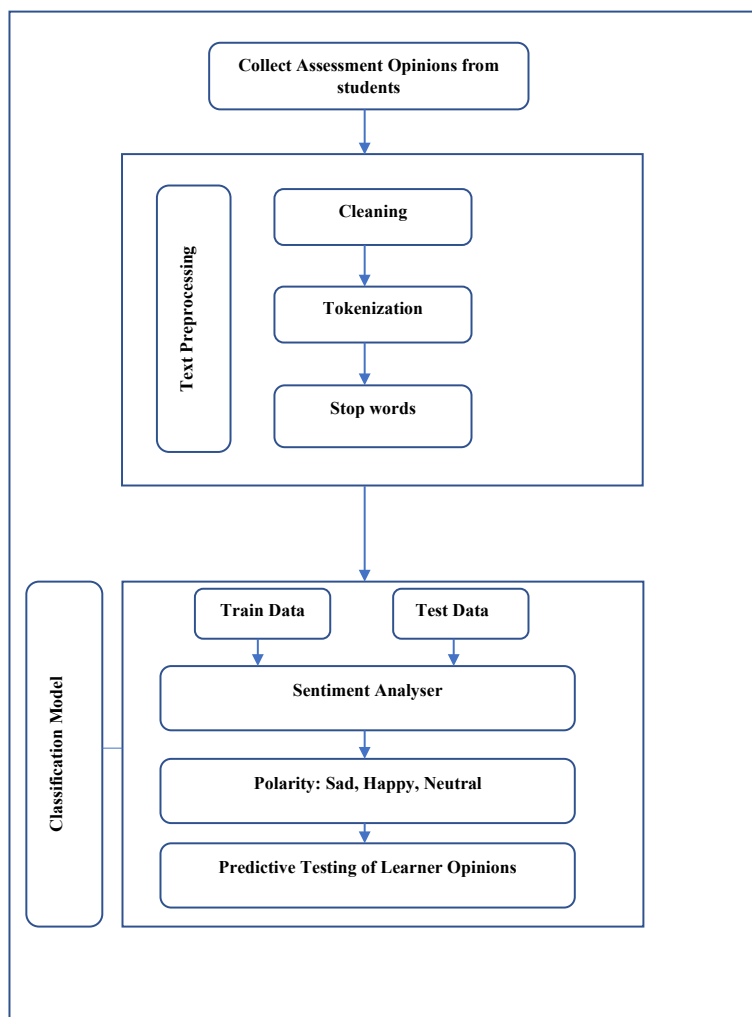 Collect Assessment Opinions from
students
Text Preprocessing
Cleaning
Tokenization
Stop words
Classification Model
Train Data
Test Data
Sentiment Analyser
Polarity: Sad, Happy, Neutral
Predictive Testing of Learner Opinions